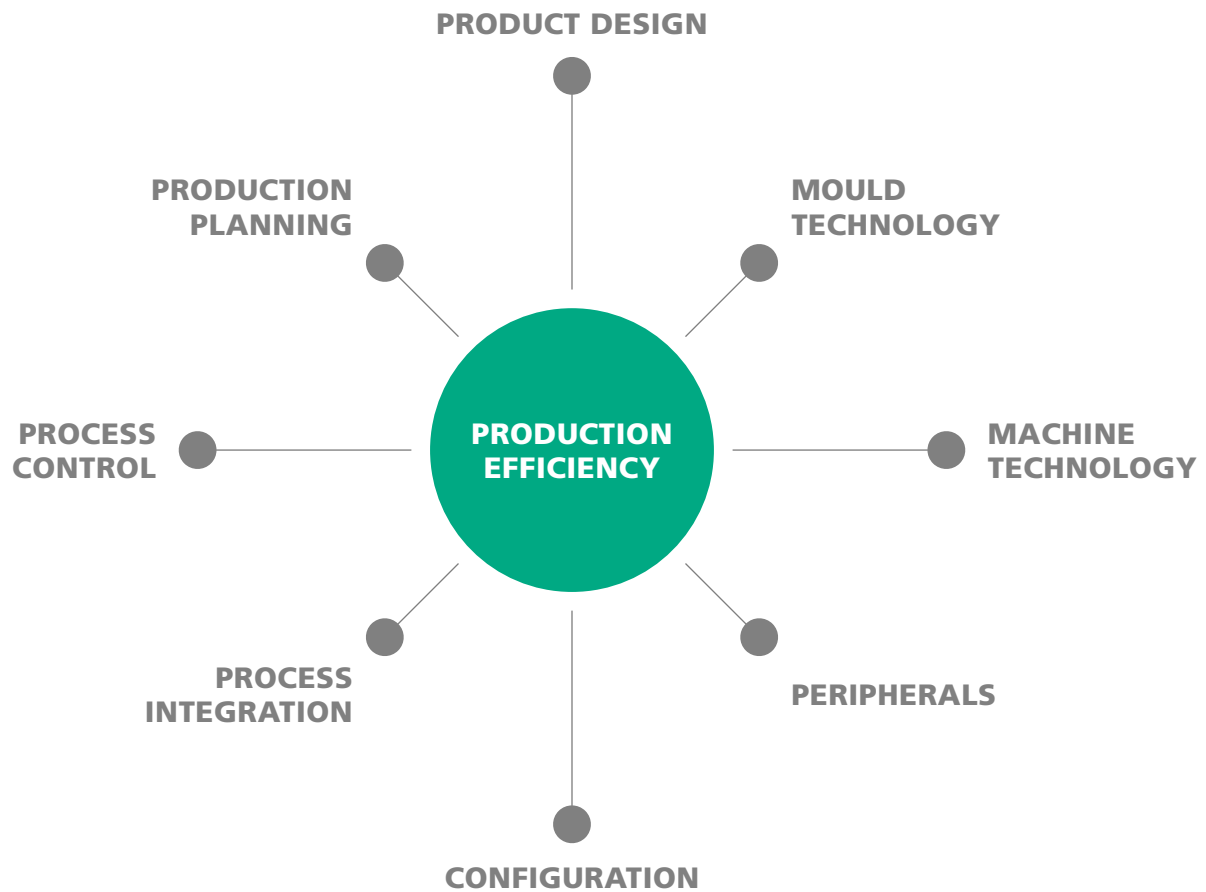 PRODUCT DESIGN
PRODUCTION
PLANNING
MOULD
TECHNOLOGY
PROCESS
CONTROL
PRODUCTION
EFFICIENCY
MACHINE
TECHNOLOGY
PROCESS
INTEGRATION
PERIPHERALS
CONFIGURATION